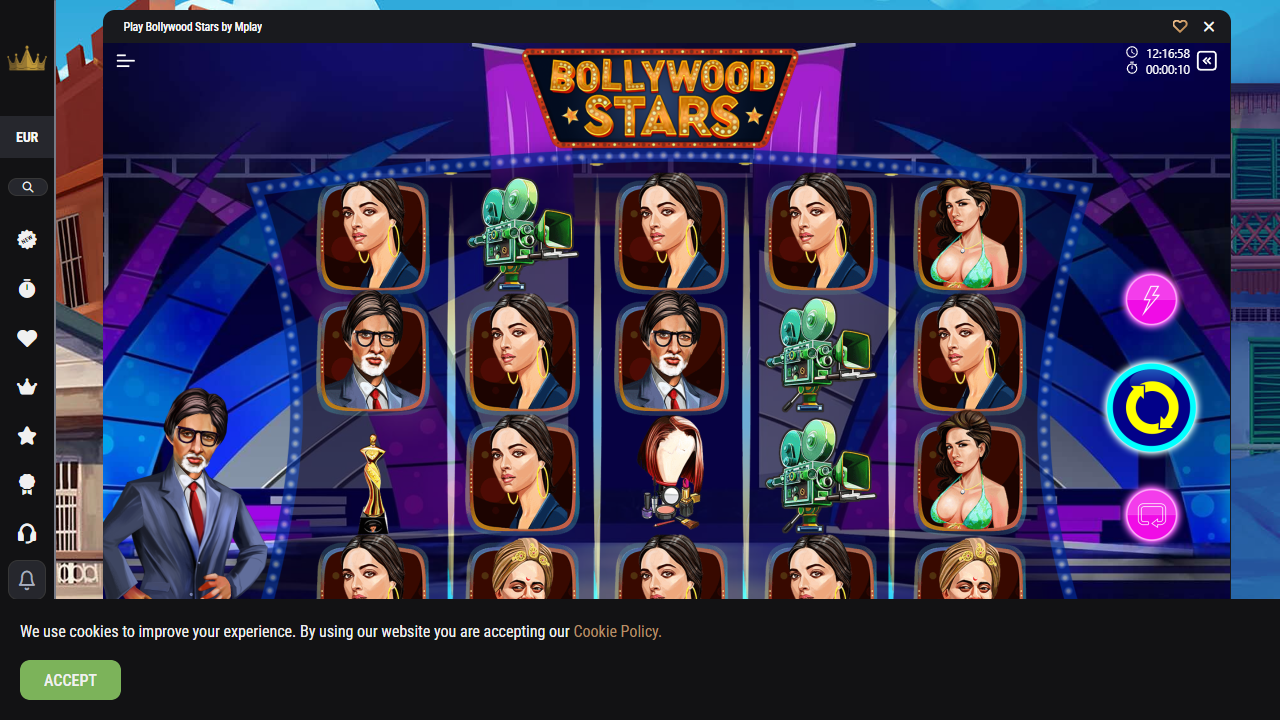 Play Bollywood Stars by Mplay
12:16:58
00:00:10
BOLLYWOOD
STARS
EUR
NEW
We use cookies to improve your experience. By using our website you are accepting our Cookie Policy.
ACCEPT